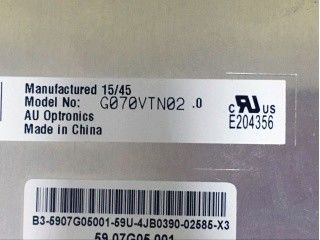 Manufactured 15/45
Model No: G070VTN02 .0
AU Optronics
Made in China
C UL US
E204356
B3-5907G05001-59U-4JB0390-02585-X3
59.07G05.001